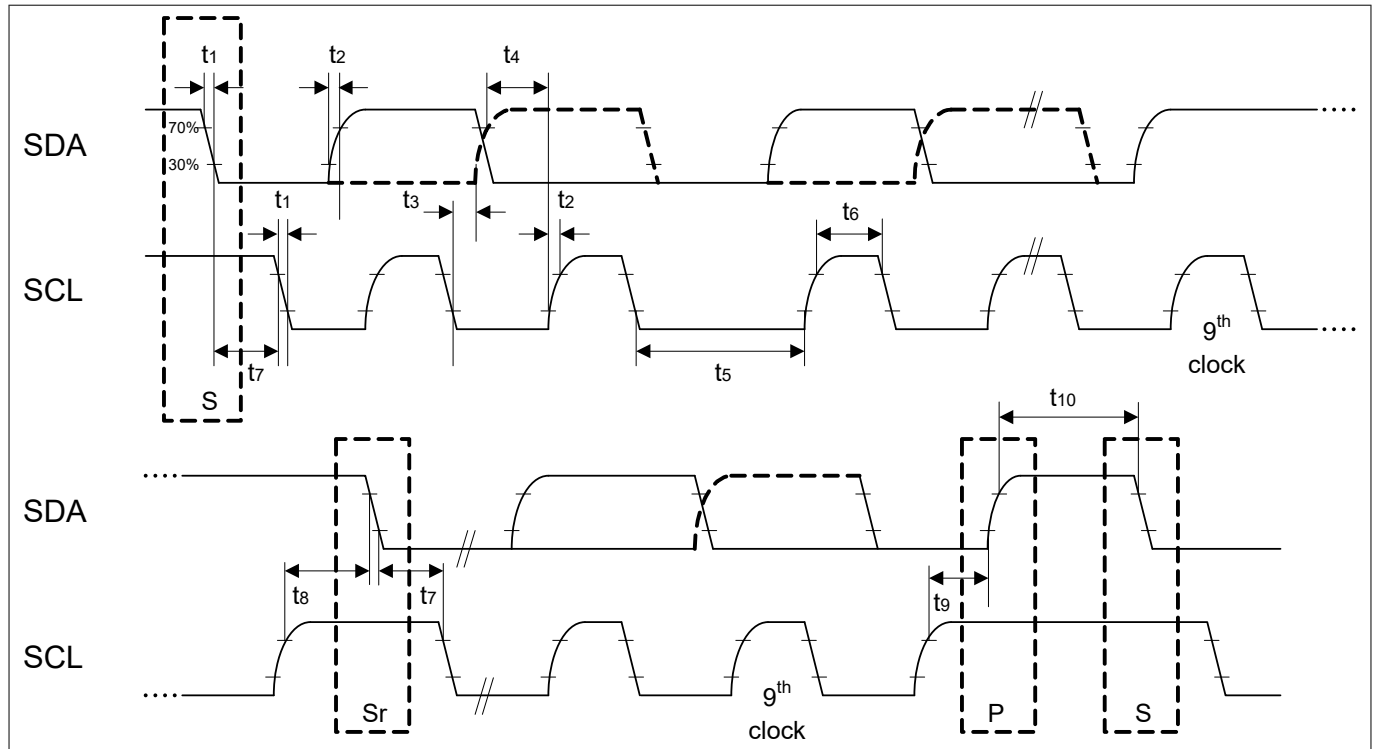 t1 t2 t4
SDA
70%
30%
t1 t3 t2 t6
SCL
t7 t5
9th
clock
S
t10
SDA
t8 t7 t9
SCL
9th
clock
Sr P S